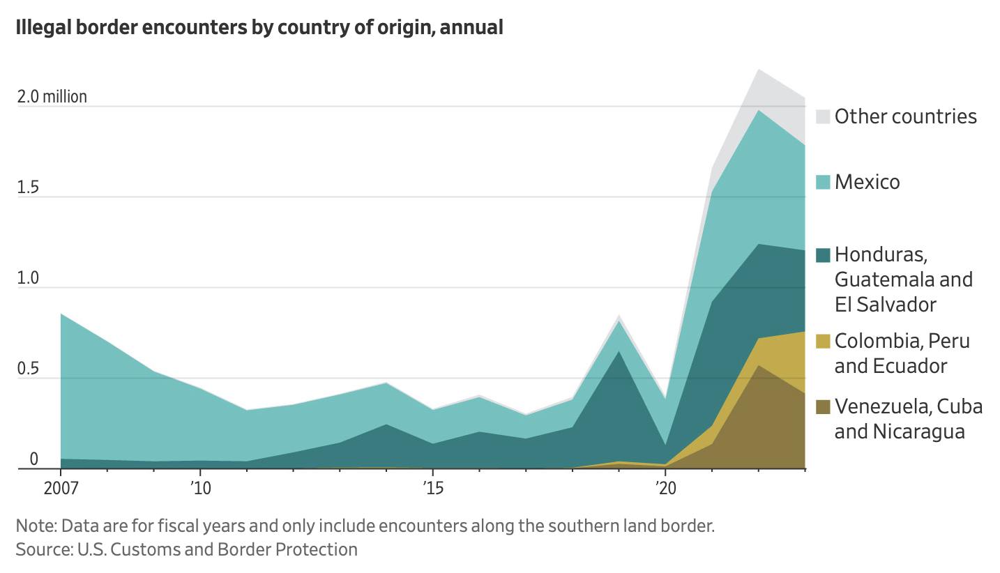 Illegal border encounters by country of origin, annual
2.0 million
1.5
1.0
0.5
0
2007
’10
’15
’20
Other countries
Mexico
Honduras,
Guatemala and
El Salvador
Colombia, Peru
and Ecuador
Venezuela, Cuba
and Nicaragua
Note: Data are for fiscal years and only include encounters along the southern land border.
Source: U.S. Customs and Border Protection